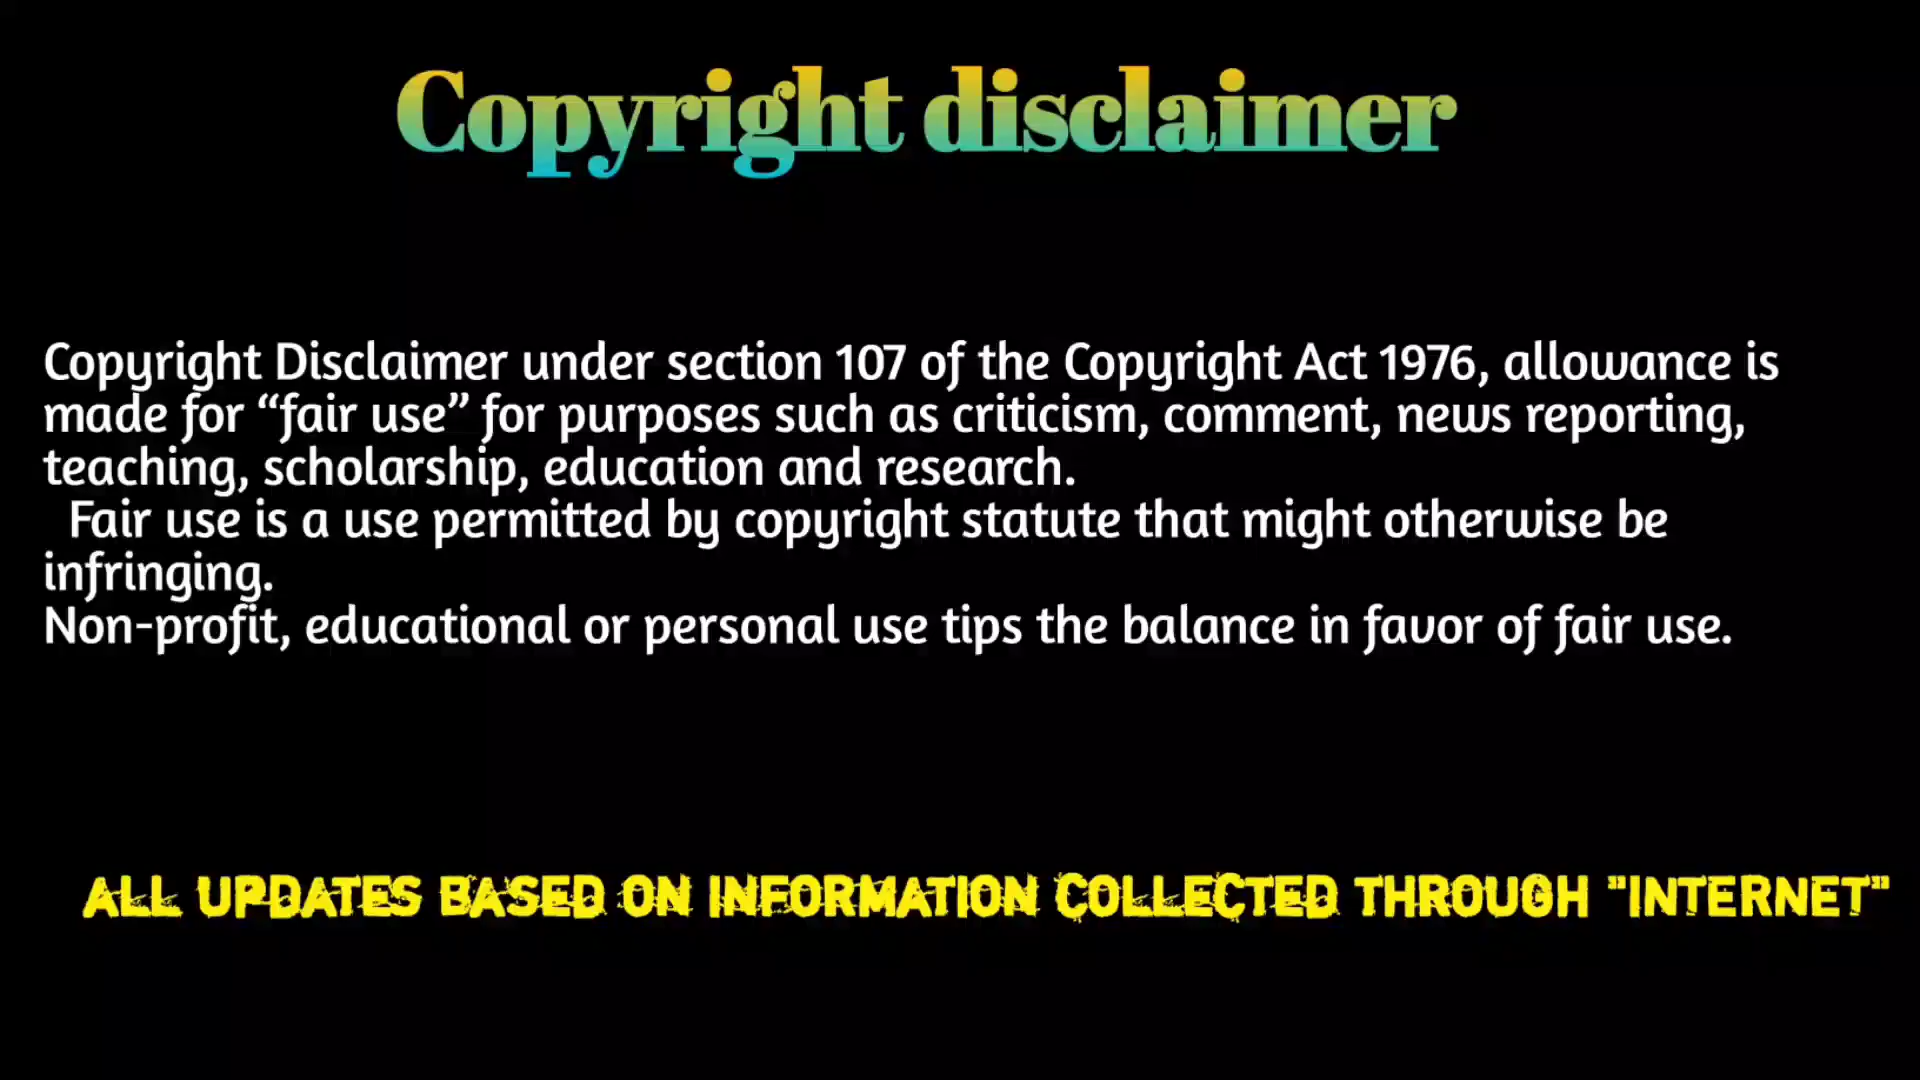 Copyright disclaimer
Copyright Disclaimer under section 107 of the Copyright Act 1976, allowance is
made for “fair use” for purposes such as criticism, comment, news reporting,
teaching, scholarship, education and research.
Fair use is a use permitted by copyright statute that might otherwise be
infringing.
Non-profit, educational or personal use tips the balance in favor of fair use.
ALL UPDATES BASED ON INFORMATION COLLECTED THROUGH "INTERNET"